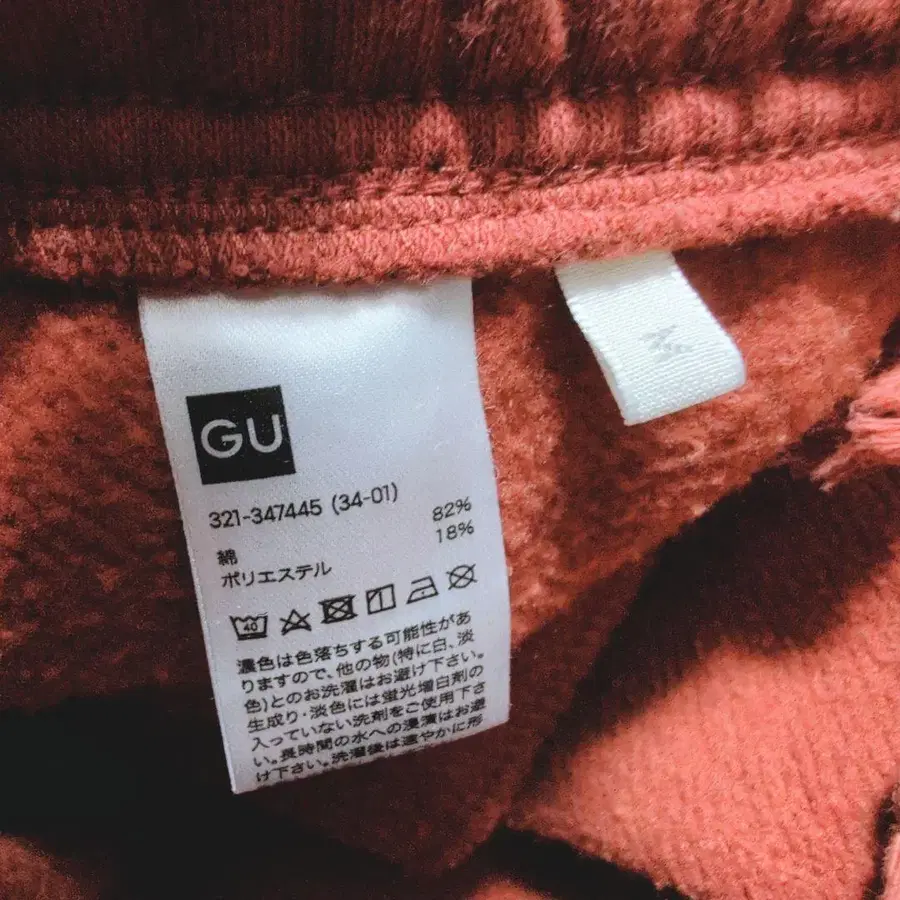 GU
M
321-347445 (34-01)
綿 82%
ポリエステル 18%
40
濃色は色落ちする可能性があ
りますので、他の物(特に白、淡
色)とのお洗濯はお避け下さい。
生成り・淡色には蛍光増白剤の
入っていない洗剤をご使用下さ
い。長時間の水への浸漬はお避
け下さい。洗濯後は速やかに形